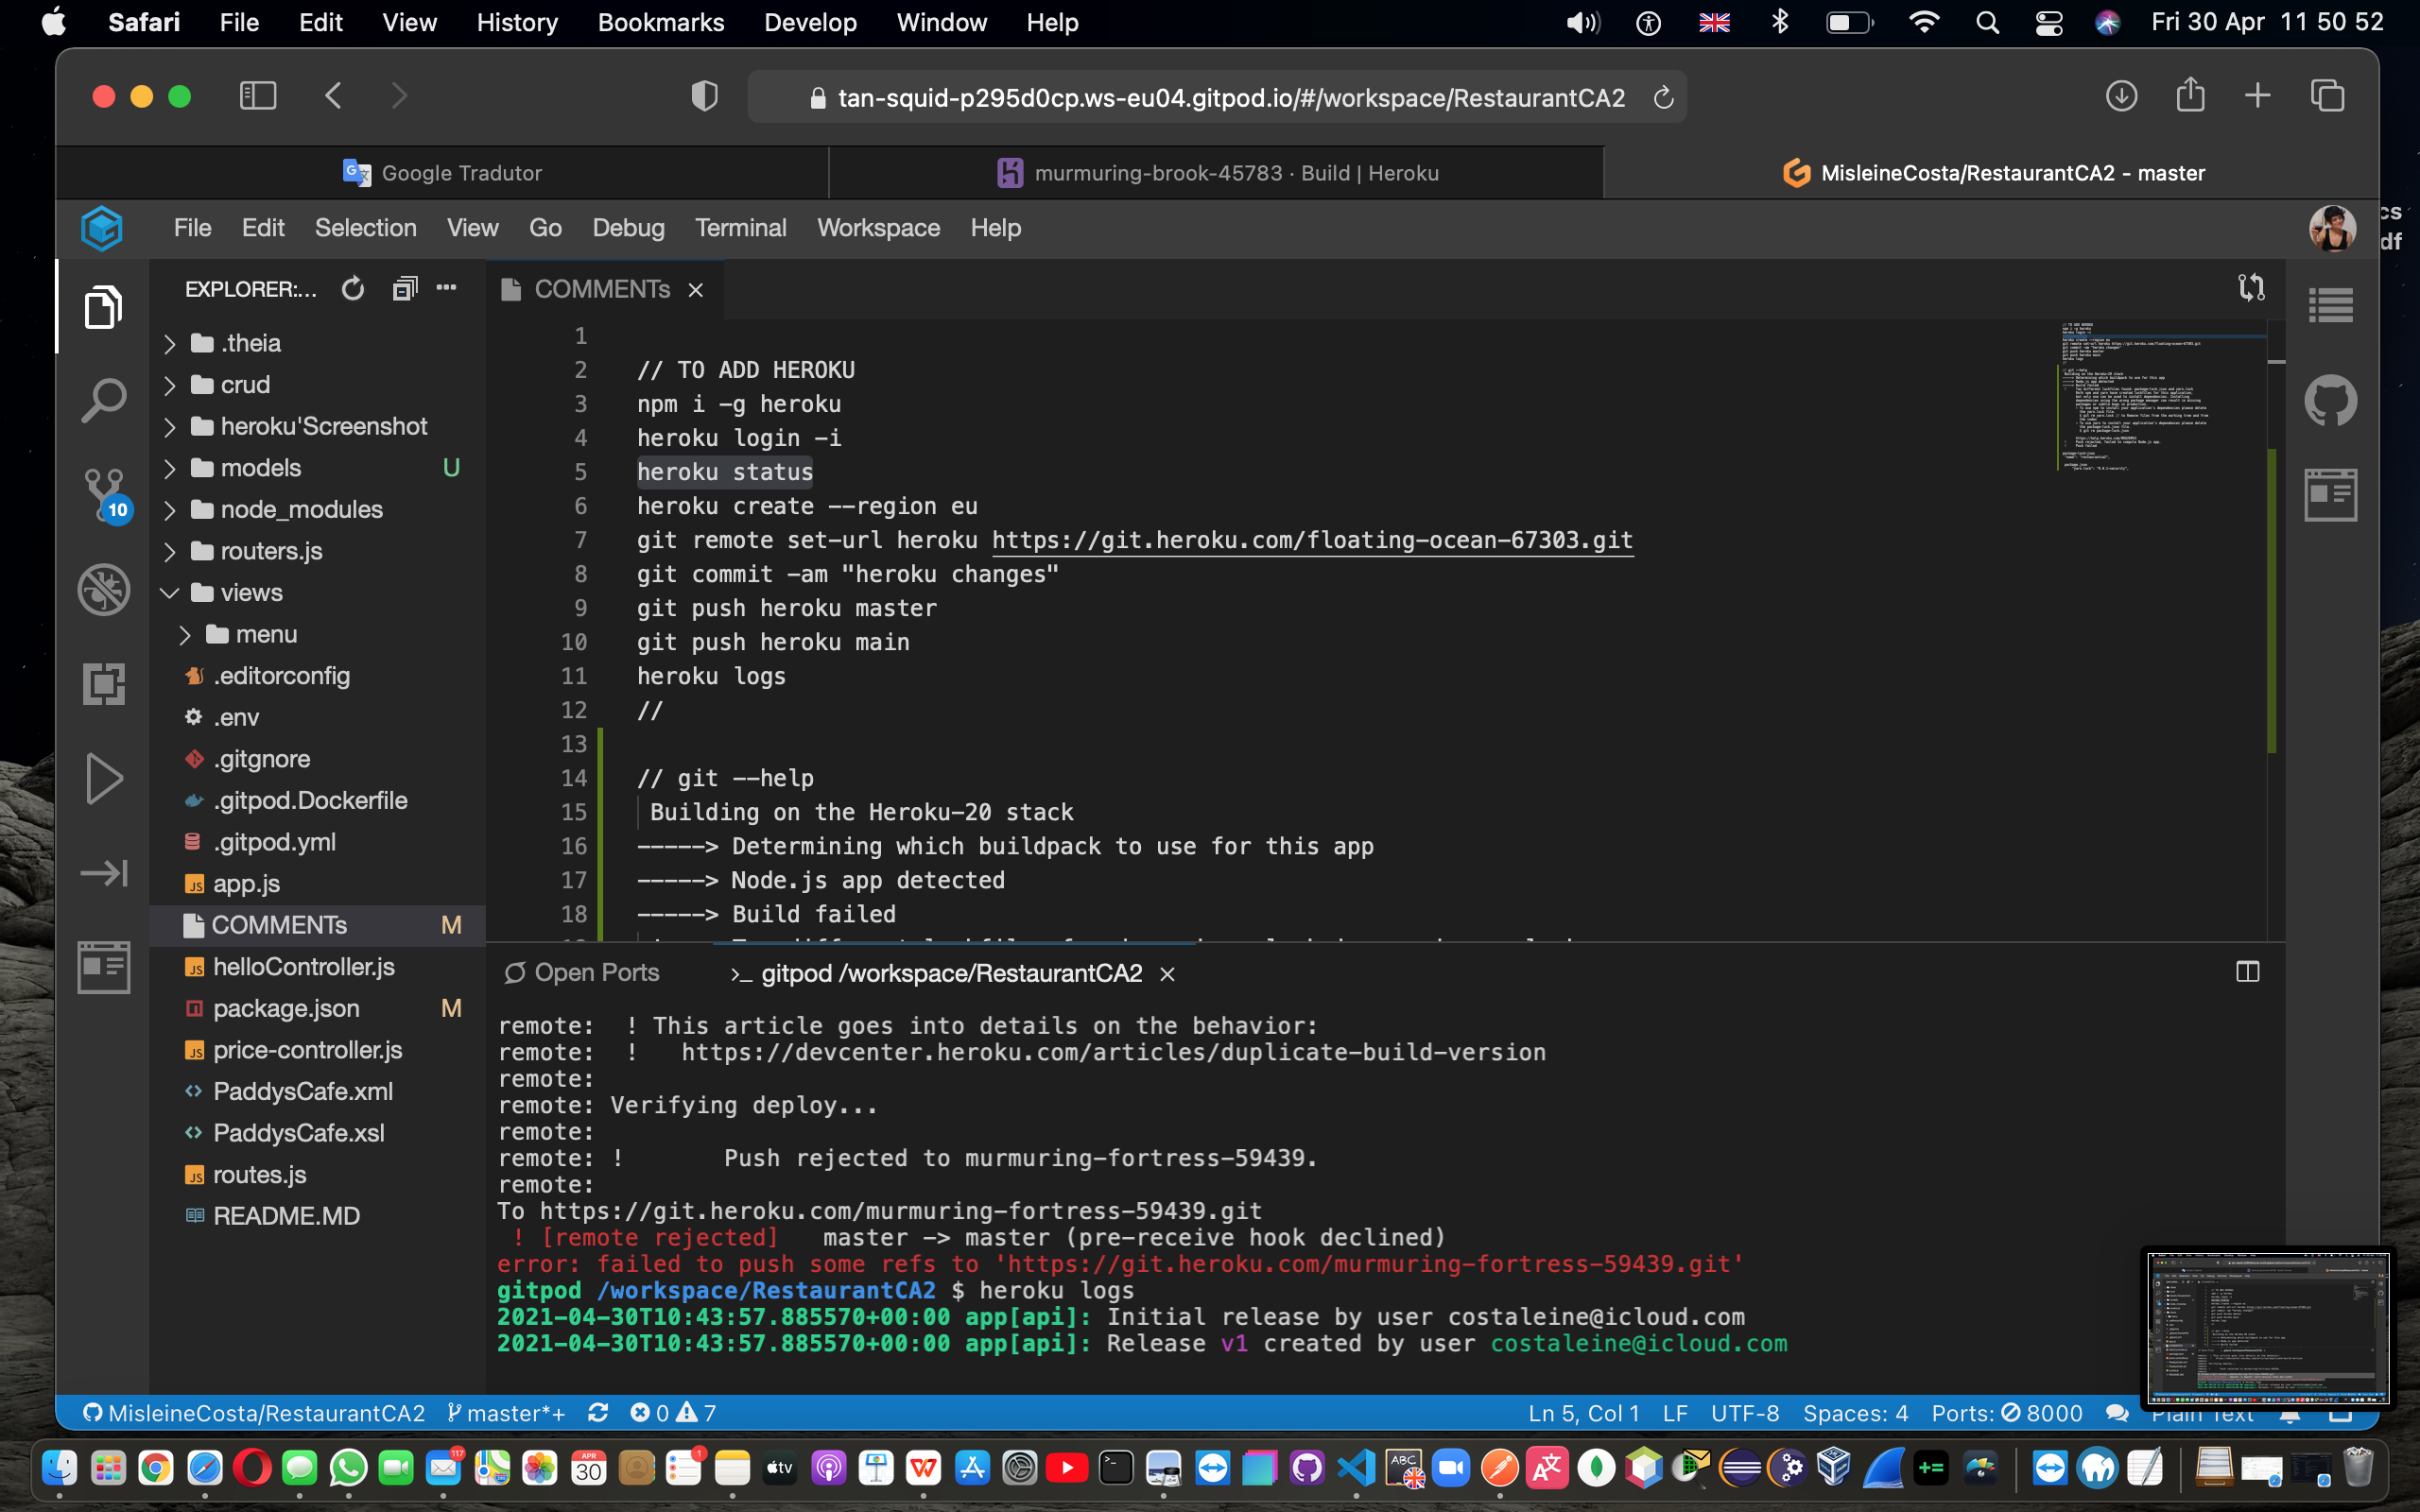 Safari File Edit View History Bookmarks Develop Window Help Fri 30 Apr 11 50 52
tan-squid-p295d0cp.ws-eu04.gitpod.io/#/workspace/RestaurantCA2
Google Tradutor murmuring-brook-45783 · Build | Heroku MisleineCosta/RestaurantCA2 - master
cs
df
File Edit Selection View Go Debug Terminal Workspace Help
EXPLORER:... COMMENTs
.theia
crud
heroku'Screenshot
models U
node_modules
10
routers.js
views
menu
.editorconfig
.env
.gitgnore
.gitpod.Dockerfile
.gitpod.yml
app.js
COMMENTs M
helloController.js
package.json M
price-controller.js
PaddysCafe.xml
PaddysCafe.xsl
routes.js
README.MD
1
2 // TO ADD HEROKU
3 npm i -g heroku
4 heroku login -i
5 heroku status
6 heroku create --region eu
7 git remote set-url heroku https://git.heroku.com/floating-ocean-67303.git
8 git commit -am "heroku changes"
9 git push heroku master
10 git push heroku main
11 heroku logs
12 //
13
14 // git --help
15 Building on the Heroku-20 stack
16 -----> Determining which buildpack to use for this app
17 -----> Node.js app detected
18 -----> Build failed
Open Ports >_ gitpod /workspace/RestaurantCA2
remote: ! This article goes into details on the behavior:
remote: ! https://devcenter.heroku.com/articles/duplicate-build-version
remote:
remote: Verifying deploy...
remote:
remote: ! Push rejected to murmuring-fortress-59439.
remote:
To https://git.heroku.com/murmuring-fortress-59439.git
! [remote rejected] master -> master (pre-receive hook declined)
error: failed to push some refs to 'https://git.heroku.com/murmuring-fortress-59439.git'
gitpod /workspace/RestaurantCA2 $ heroku logs
2021-04-30T10:43:57.885570+00:00 app[api]: Initial release by user costaleine@icloud.com
2021-04-30T10:43:57.885570+00:00 app[api]: Release v1 created by user costaleine@icloud.com
MisleineCosta/RestaurantCA2 master*+ 0 7 Ln 5, Col 1 LF UTF-8 Spaces: 4 Ports: 8000 Plain Text
117 APR 30 1 tv ABC